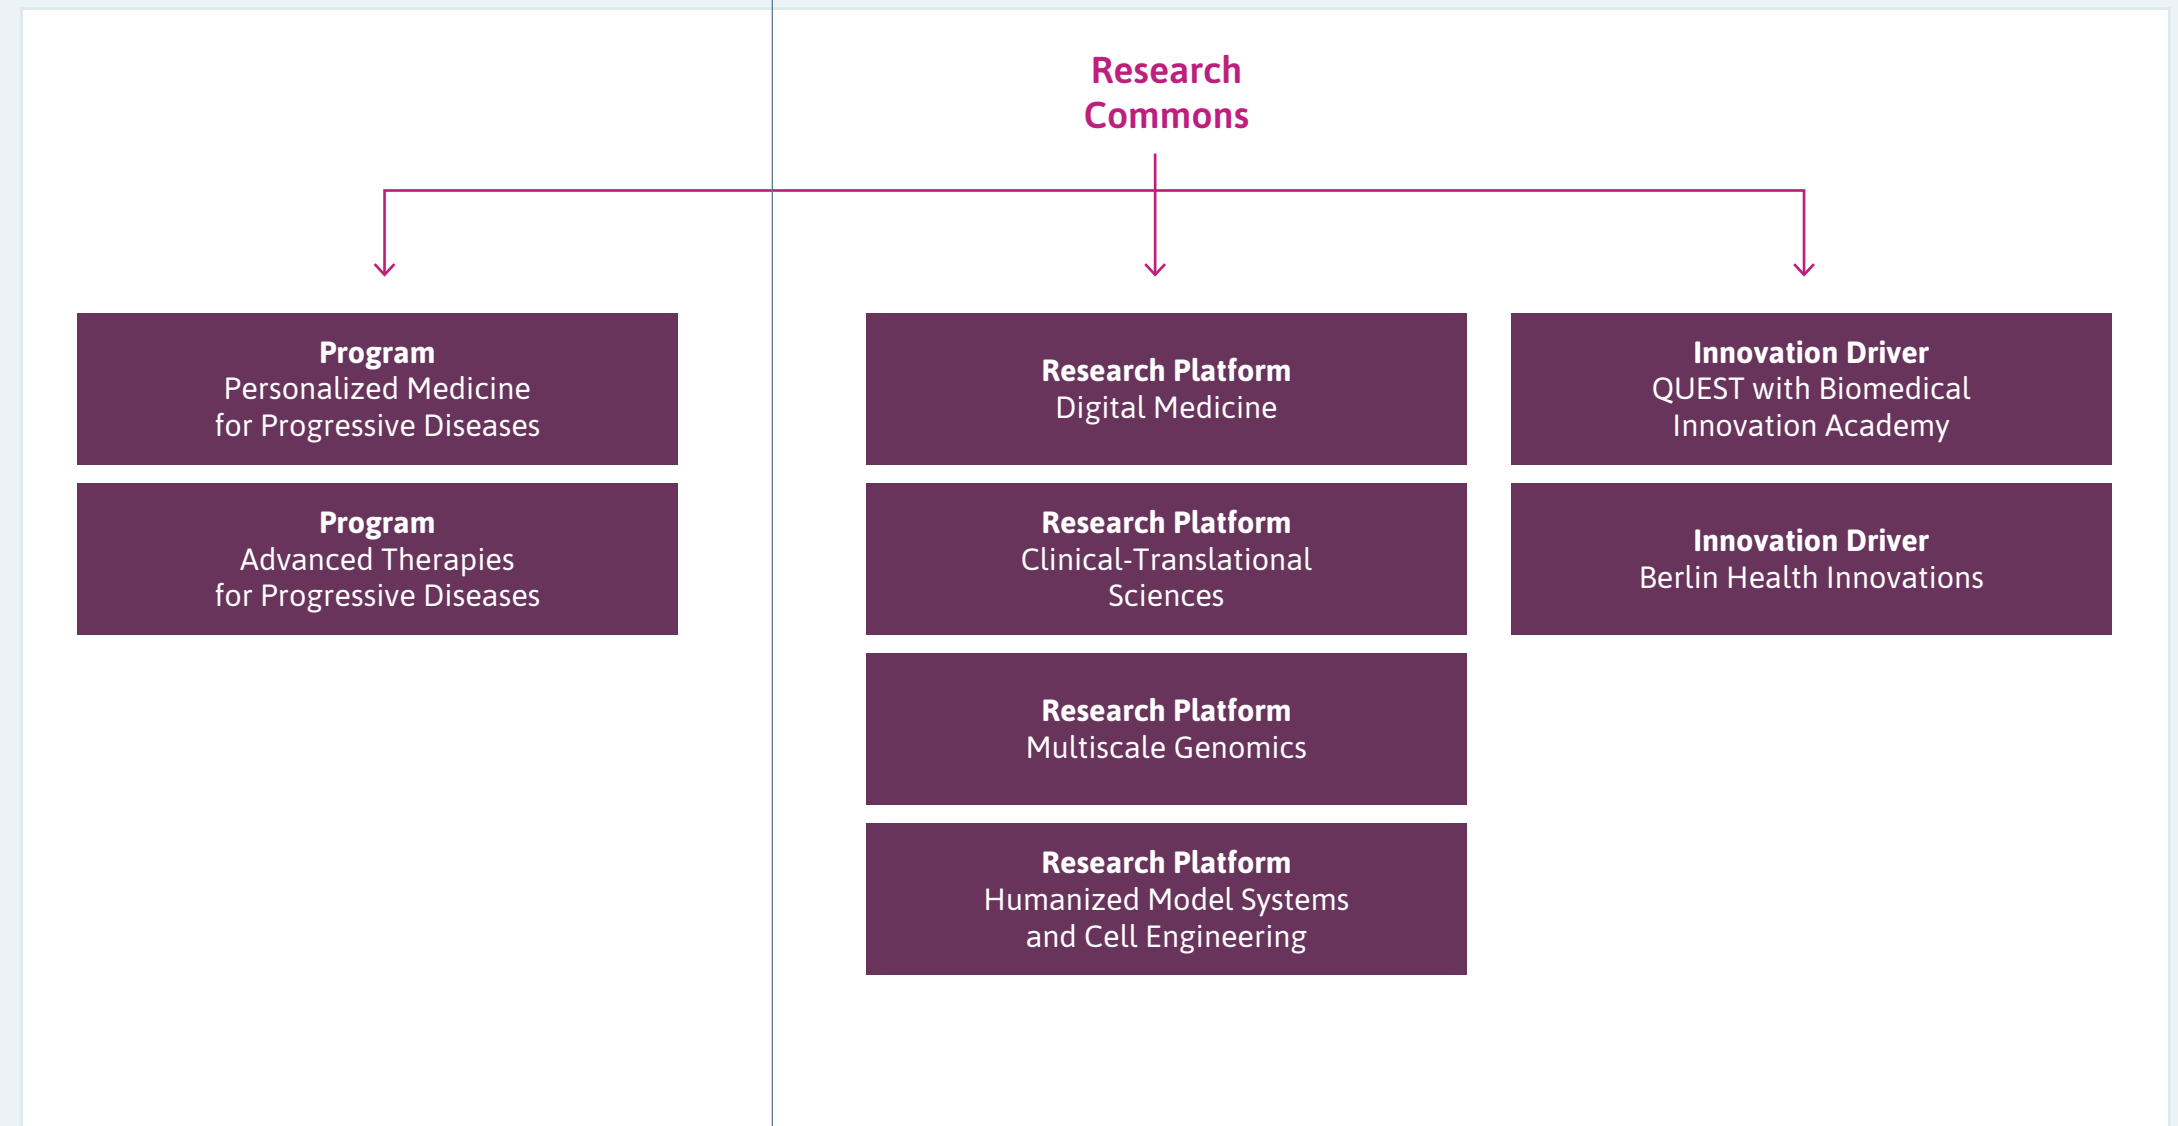 Research
Commons
Program
Personalized Medicine
for Progressive Diseases
Program
Advanced Therapies
for Progressive Diseases
Research Platform
Digital Medicine
Research Platform
Clinical-Translational
Sciences
Research Platform
Multiscale Genomics
Research Platform
Humanized Model Systems
and Cell Engineering
Innovation Driver
QUEST with Biomedical
Innovation Academy
Innovation Driver
Berlin Health Innovations